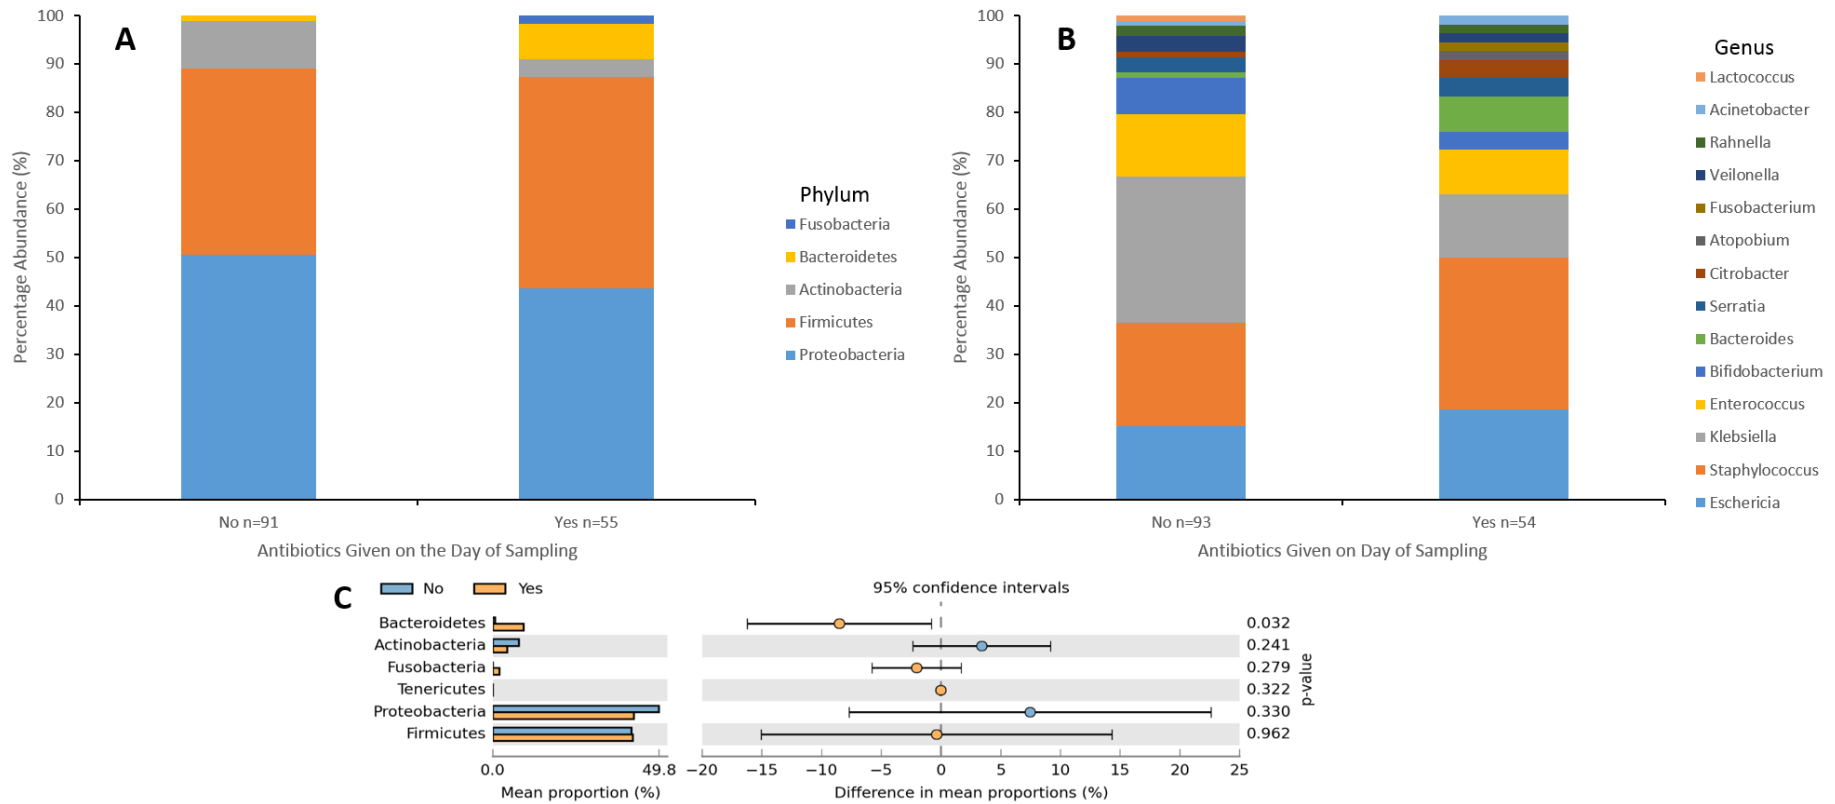 A
Percentage Abundance (%)
100
90
80
70
60
50
40
30
20
10
0
No n=91
Yes n=55
Antibiotics Given on the Day of Sampling
Phylum
Fusobacteria
Bacteroidetes
Actinobacteria
Firmicutes
Proteobacteria
B
Percentage Abundance (%)
100
90
80
70
60
50
40
30
20
10
0
No n=93
Yes n=54
Antibiotics Given on Day of Sampling
Genus
Lactococcus
Acinetobacter
Rahnella
Veilonella
Fusobacterium
Atopobium
Citrobacter
Serratia
Bacteroides
Bifidobacterium
Enterococcus
Klebsiella
Staphylococcus
Eschericia
C
No
Yes
95% confidence intervals
Bacteroidetes 0.032
Actinobacteria 0.241
Fusobacteria 0.279
Tenericutes 0.322
Proteobacteria 0.330
Firmicutes 0.962
p-value
0.0 49.8
−20 −15 −10 −5 0 5 10 15 20 25
Mean proportion (%)
Difference in mean proportions (%)